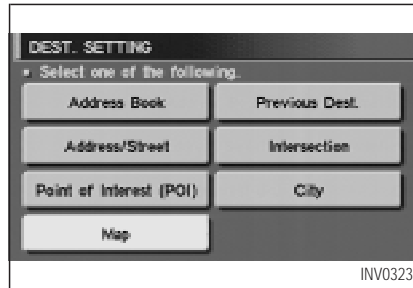 DEST. SETTING
Select one of the following.
Address Book Previous Dest.
Address/Street Intersection
Point of Interest (POI) City
Map
INV0323